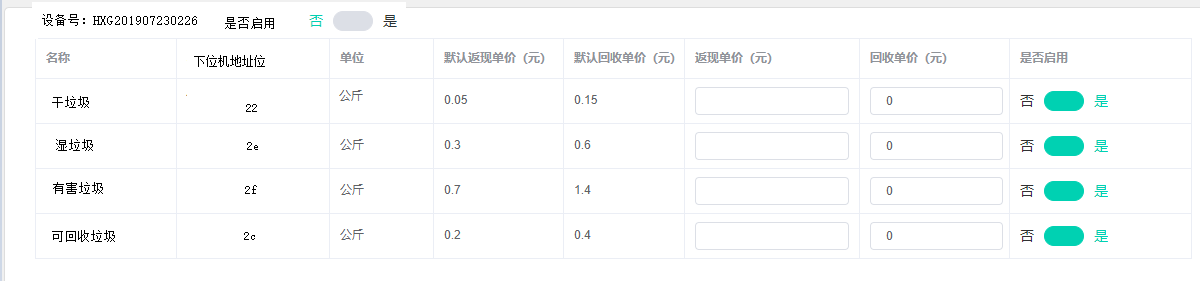 设备号：HXG201907230226 是否启用 否 是
名称 下位机地址位 单位 默认返现单价（元） 默认回收单价（元） 返现单价（元） 回收单价（元） 是否启用
干垃圾 22 公斤 0.05 0.15 0 否 是
湿垃圾 2e 公斤 0.3 0.6 0 否 是
有害垃圾 2f 公斤 0.7 1.4 0 否 是
可回收垃圾 2c 公斤 0.2 0.4 0 否 是